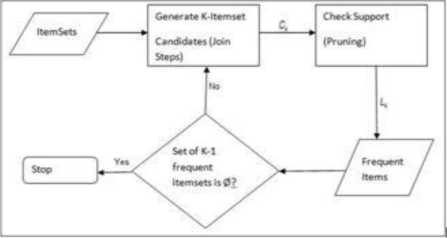 ItemSets
Generate K-Itemset
Candidates (Join
Steps)
Cₖ
Check Support
(Pruning)
Lₖ
No
Set of K-1
frequent
itemsets is Ø?
Yes
Stop
Frequent
Items